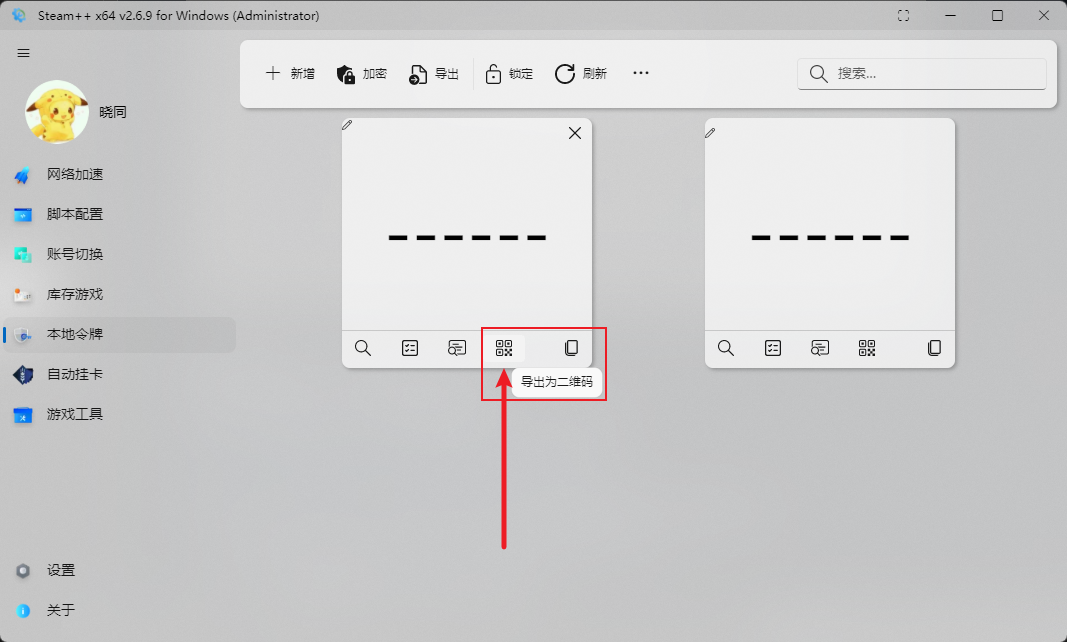 Steam++ x64 v2.6.9 for Windows (Administrator)
新增 加密 导出 锁定 刷新 ··· 搜索...
晓同
网络加速
脚本配置
账号切换
库存游戏
本地令牌
自动挂卡
游戏工具
导出为二维码
设置
关于